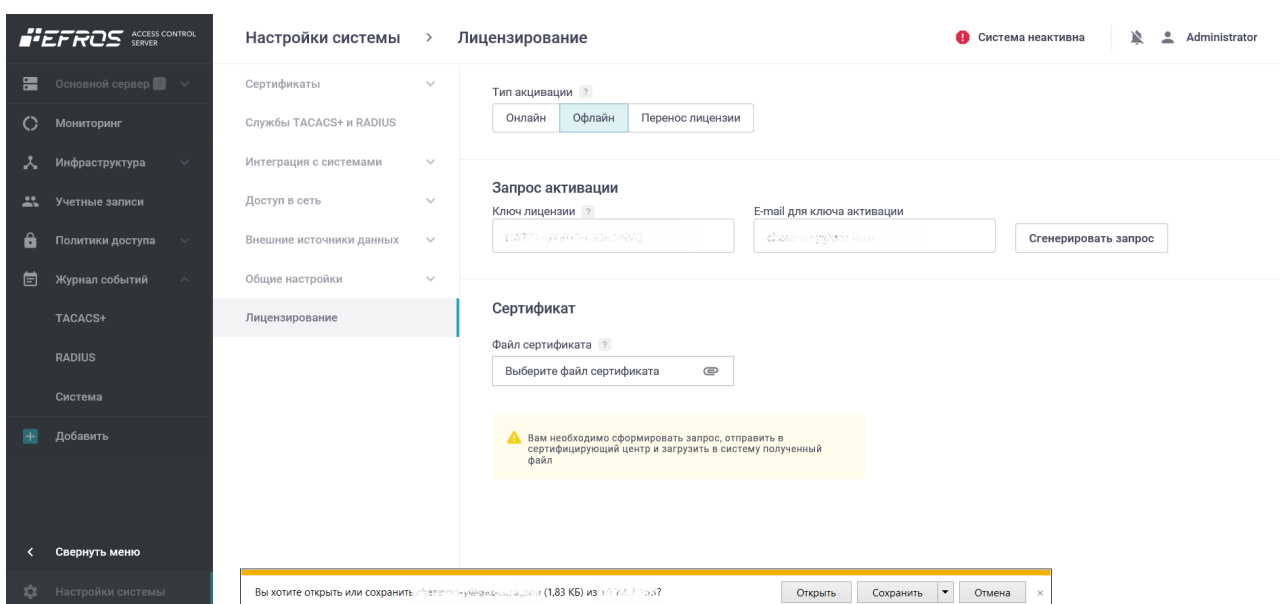 EFROS ACCESS CONTROL
SERVER
Настройки системы > Лицензирование
Система неактивна
Administrator
Основной сервер
Мониторинг
Инфраструктура
Учетные записи
Политики доступа
Журнал событий
TACACS+
RADIUS
Система
Добавить
Свернуть меню
Настройки системы
Сертификаты
Службы TACACS+ и RADIUS
Интеграция с системами
Доступ в сеть
Внешние источники данных
Общие настройки
Лицензирование
Тип акцивации ?
Онлайн Офлайн Перенос лицензии
Запрос активации
Ключ лицензии ? E-mail для ключа активации
Сгенерировать запрос
Сертификат
Файл сертификата ?
Выберите файл сертификата
Вам необходимо сформировать запрос, отправить в
сертифицирующий центр и загрузить в систему полученный
файл
Вы хотите открыть или сохранить (1,83 КБ) из ? Открыть Сохранить Отмена ×